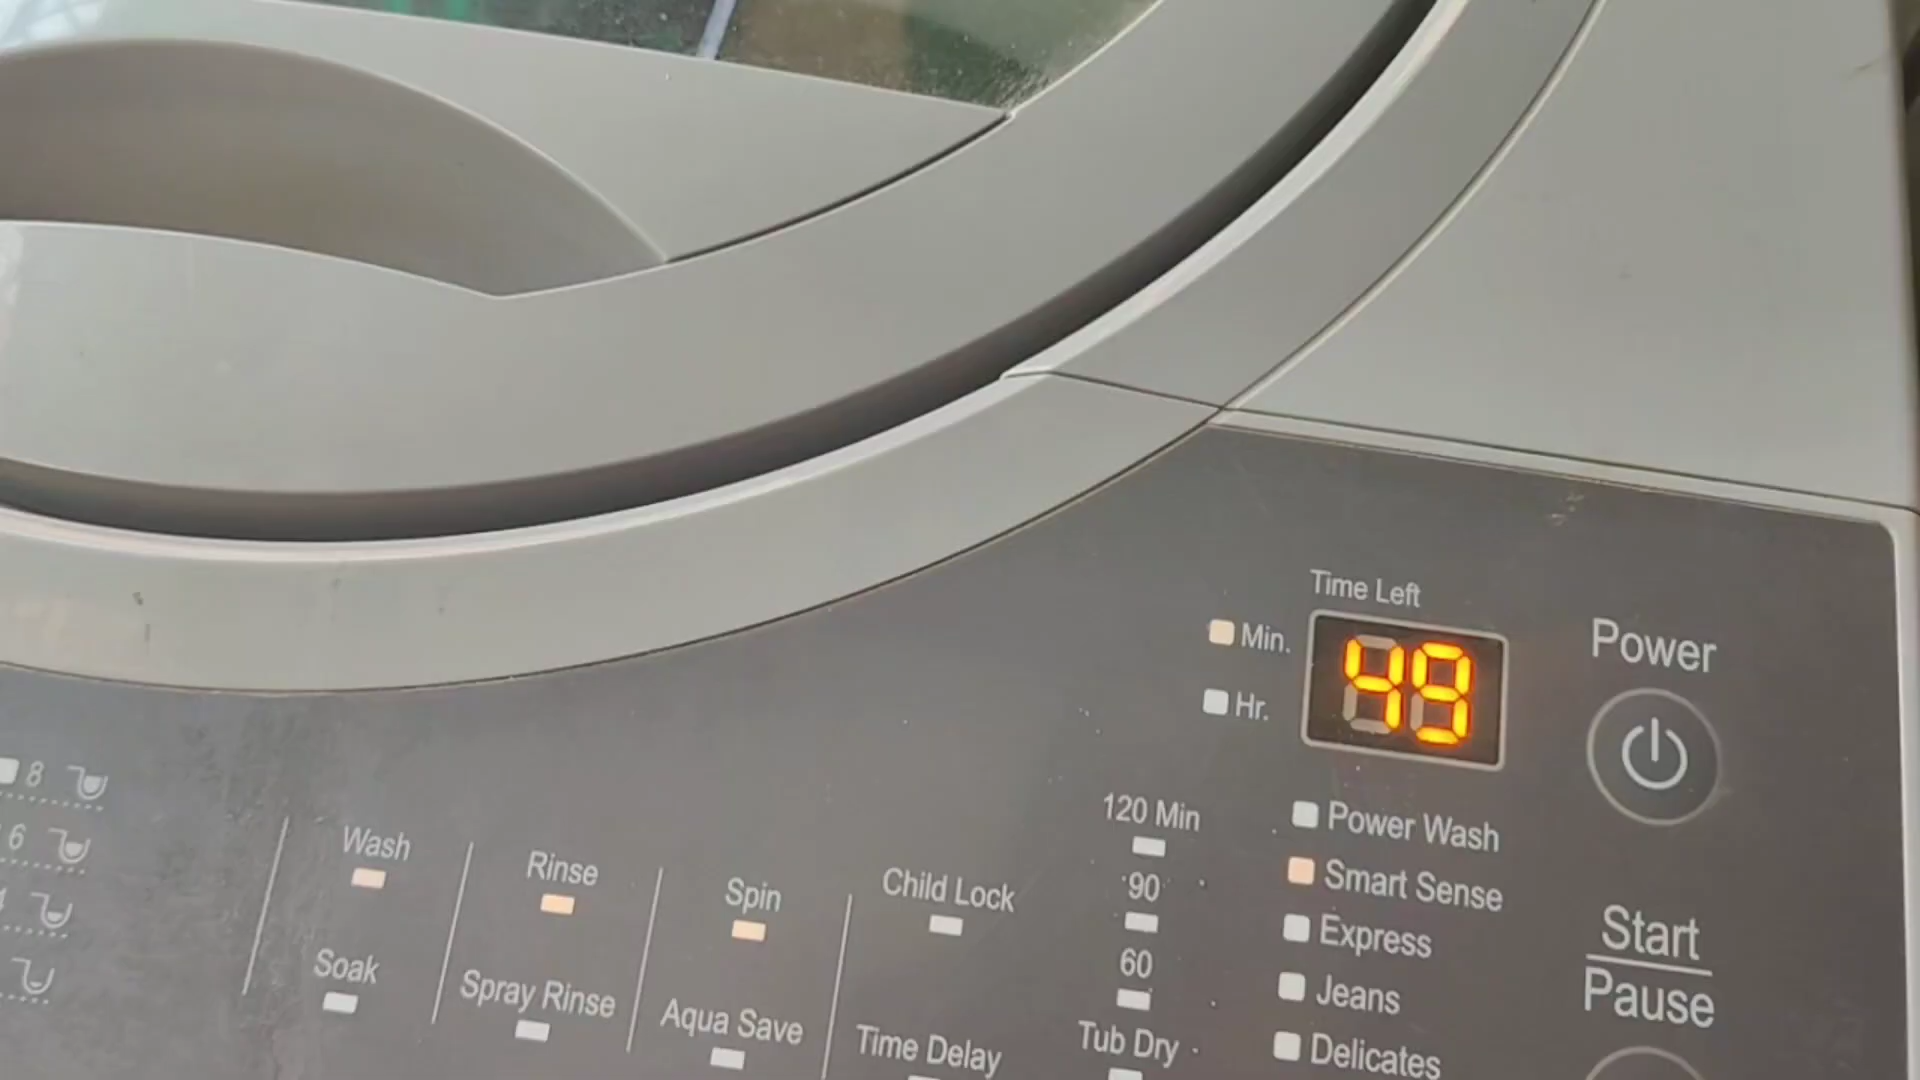 Time Left
Min.
49
Power
Hr.
8
6
Wash
Rinse
Spin
Child Lock
120 Min
90
60
Tub Dry
Power Wash
Smart Sense
Express
Jeans
Delicates
Start
Pause
Soak
Spray Rinse
Aqua Save
Time Delay